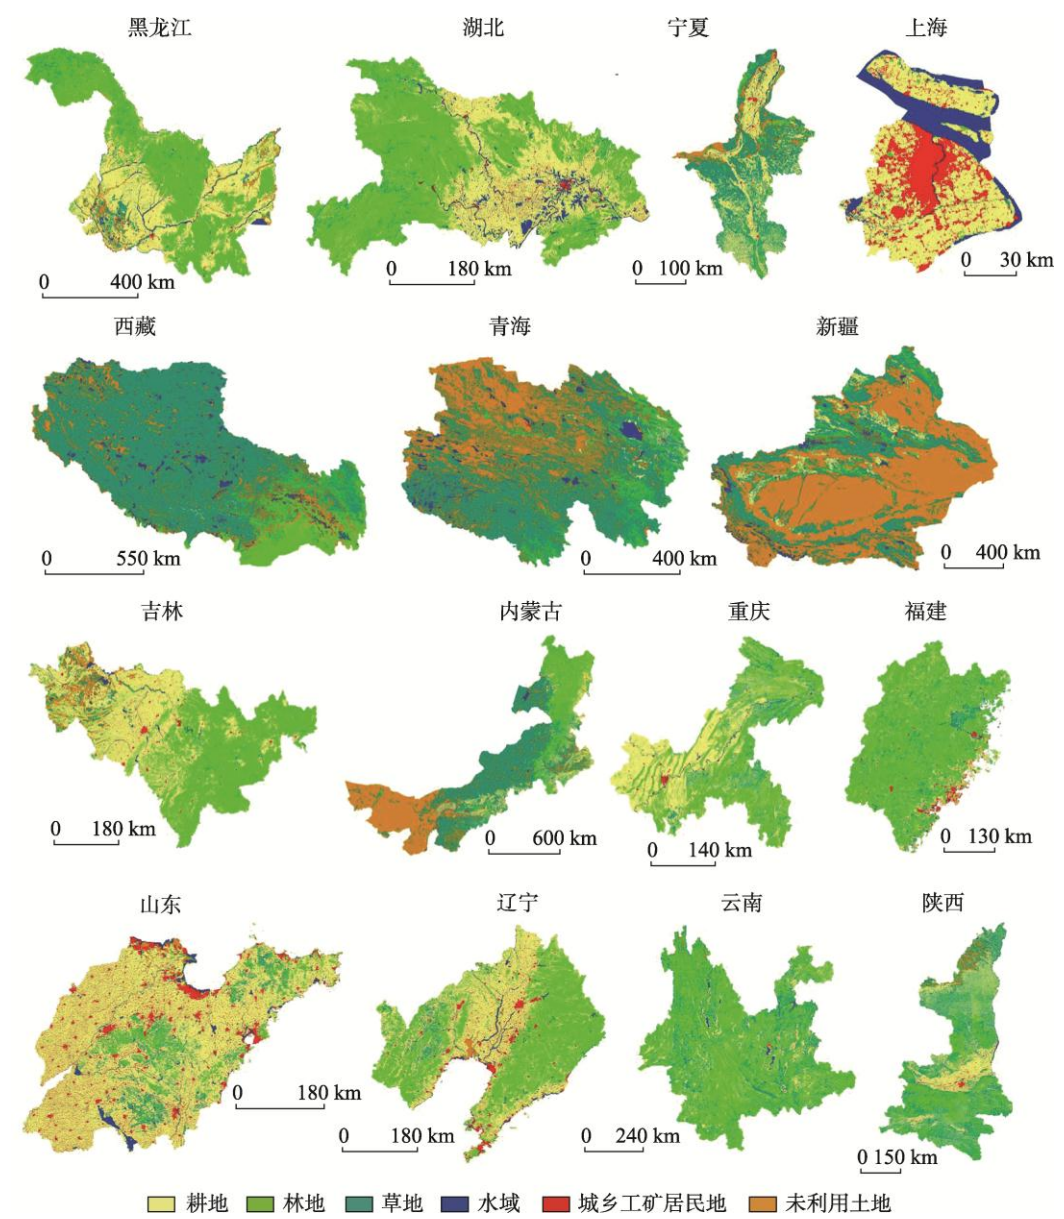 黑龙江 湖北 宁夏 上海
0 400 km 0 180 km 0 100 km 0 30 km
西藏 青海 新疆
0 550 km 0 400 km 0 400 km
吉林 内蒙古 重庆 福建
0 180 km 0 600 km 0 140 km 0 130 km
山东 辽宁 云南 陕西
0 180 km 0 180 km 0 240 km 0 150 km
耕地 林地 草地 水域 城乡工矿居民地 未利用土地